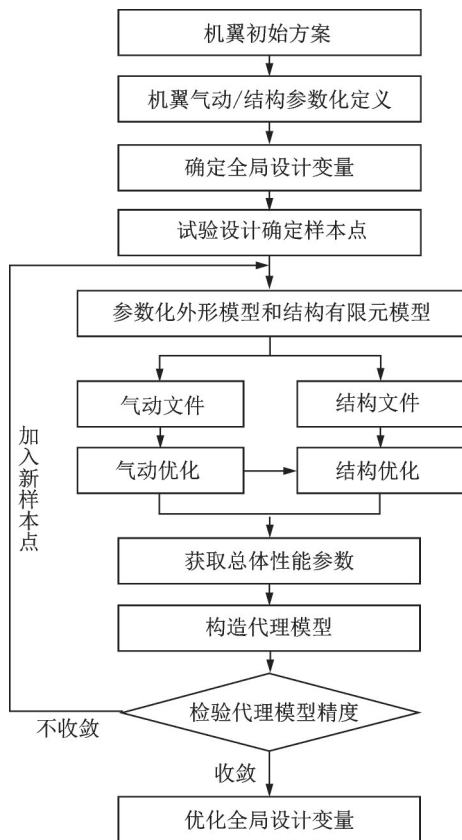 机翼初始方案
机翼气动/结构参数化定义
确定全局设计变量
试验设计确定样本点
参数化外形模型和结构有限元模型
气动文件
结构文件
气动优化
结构优化
加入新样本点
获取总体性能参数
构造代理模型
检验代理模型精度
不收敛
收敛
优化全局设计变量